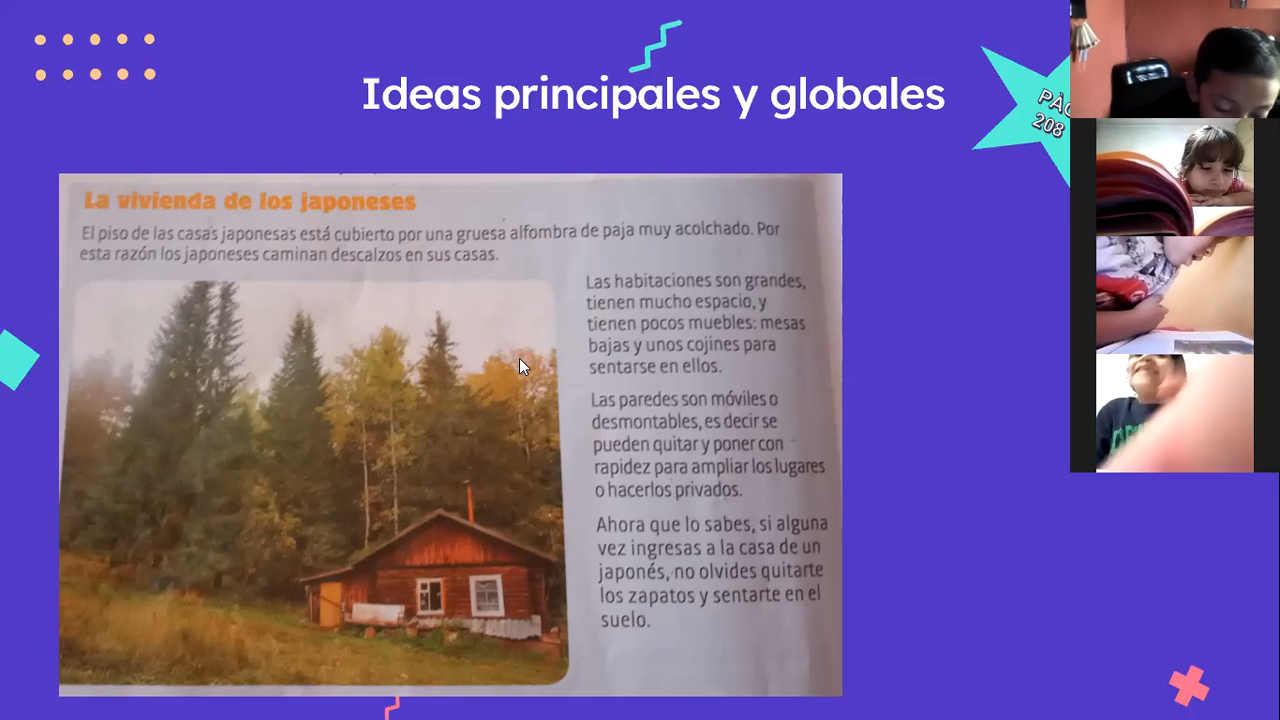 Ideas principales y globales
PÀG
208
La vivienda de los japoneses
El piso de las casas japonesas está cubierto por una gruesa alfombra de paja muy acolchado. Por
esta razón los japoneses caminan descalzos en sus casas.
Las habitaciones son grandes,
tienen mucho espacio, y
tienen pocos muebles: mesas
bajas y unos cojines para
sentarse en ellos.
Las paredes son móviles o
desmontables, es decir se
pueden quitar y poner con
rapidez para ampliar los lugares
o hacerlos privados.
Ahora que lo sabes, si alguna
vez ingresas a la casa de un
japonés, no olvides quitarte
los zapatos y sentarte en el
suelo.